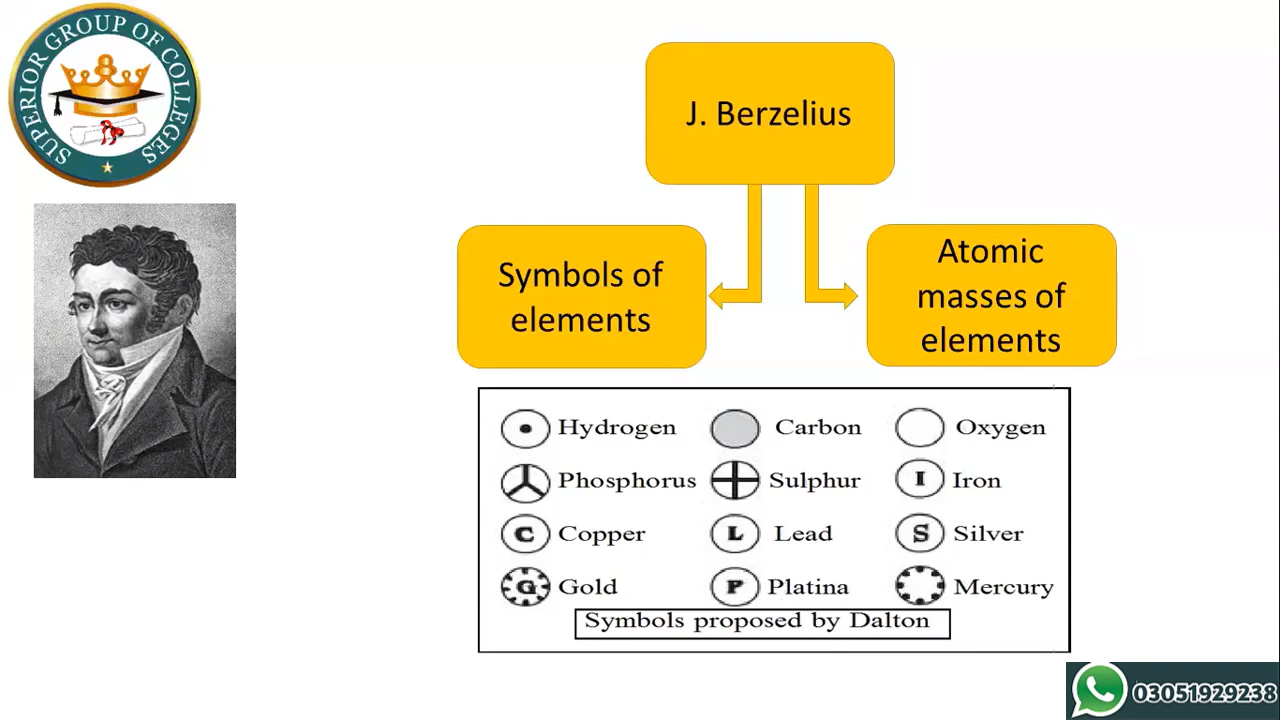 SUPERIOR GROUP OF COLLEGES
J. Berzelius
Symbols of
elements
Atomic
masses of
elements
Hydrogen Carbon Oxygen
Phosphorus Sulphur I Iron
C Copper L Lead S Silver
G Gold P Platina Mercury
Symbols proposed by Dalton
03051929238